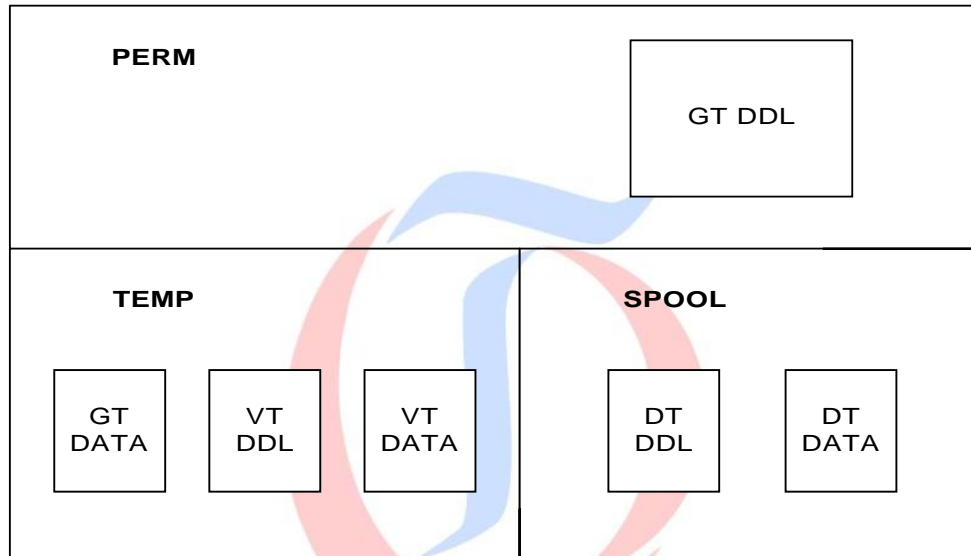 PERM
GT DDL
TEMP
SPOOL
GT
DATA
VT
DDL
VT
DATA
DT
DDL
DT
DATA